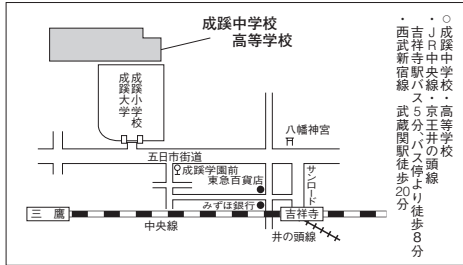 ○成蹊中学校・高等学校
・JR中央線・京王井の頭線
吉祥寺駅バス5分、バス停より徒歩8分
・西武新宿線 武蔵関駅徒歩20分
成蹊中学校
高等学校
成蹊小学校
成蹊大学
八幡神宮
五日市街道
成蹊学園前
東急百貨店
サンロード
みずほ銀行
三鷹
吉祥寺
中央線
井の頭線